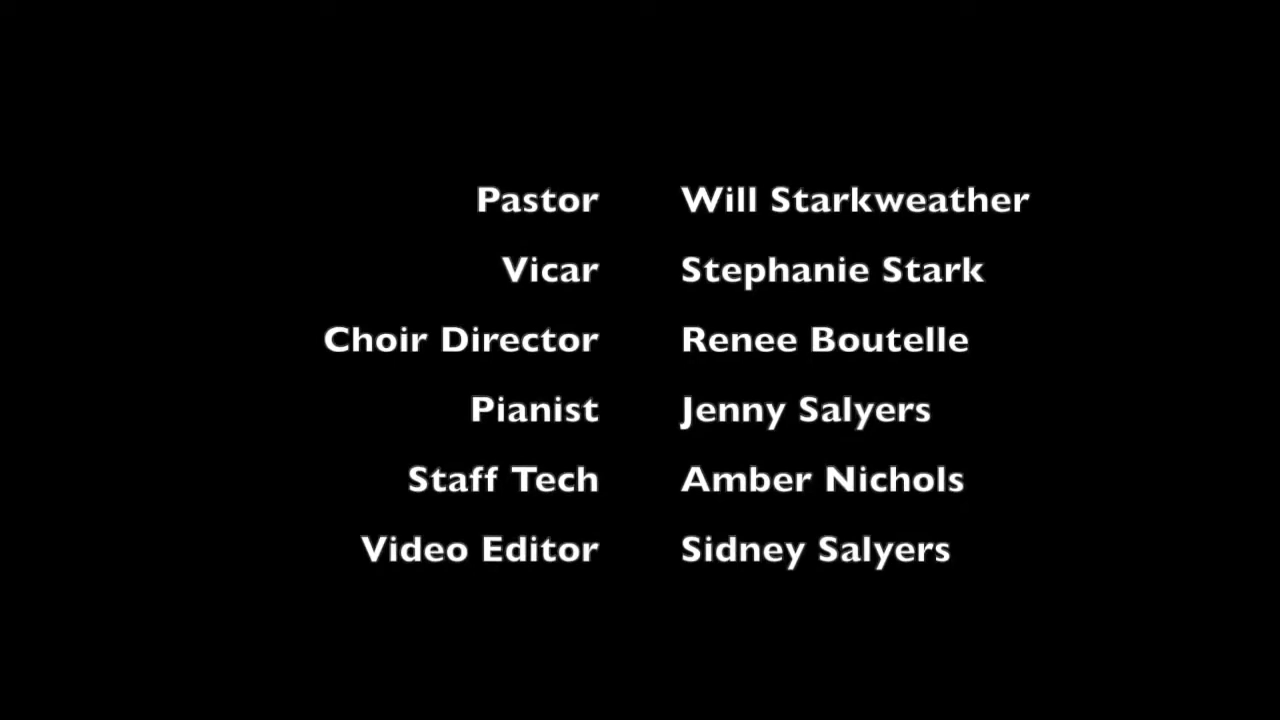 Pastor Will Starkweather
Vicar Stephanie Stark
Choir Director Renee Boutelle
Pianist Jenny Salyers
Staff Tech Amber Nichols
Video Editor Sidney Salyers